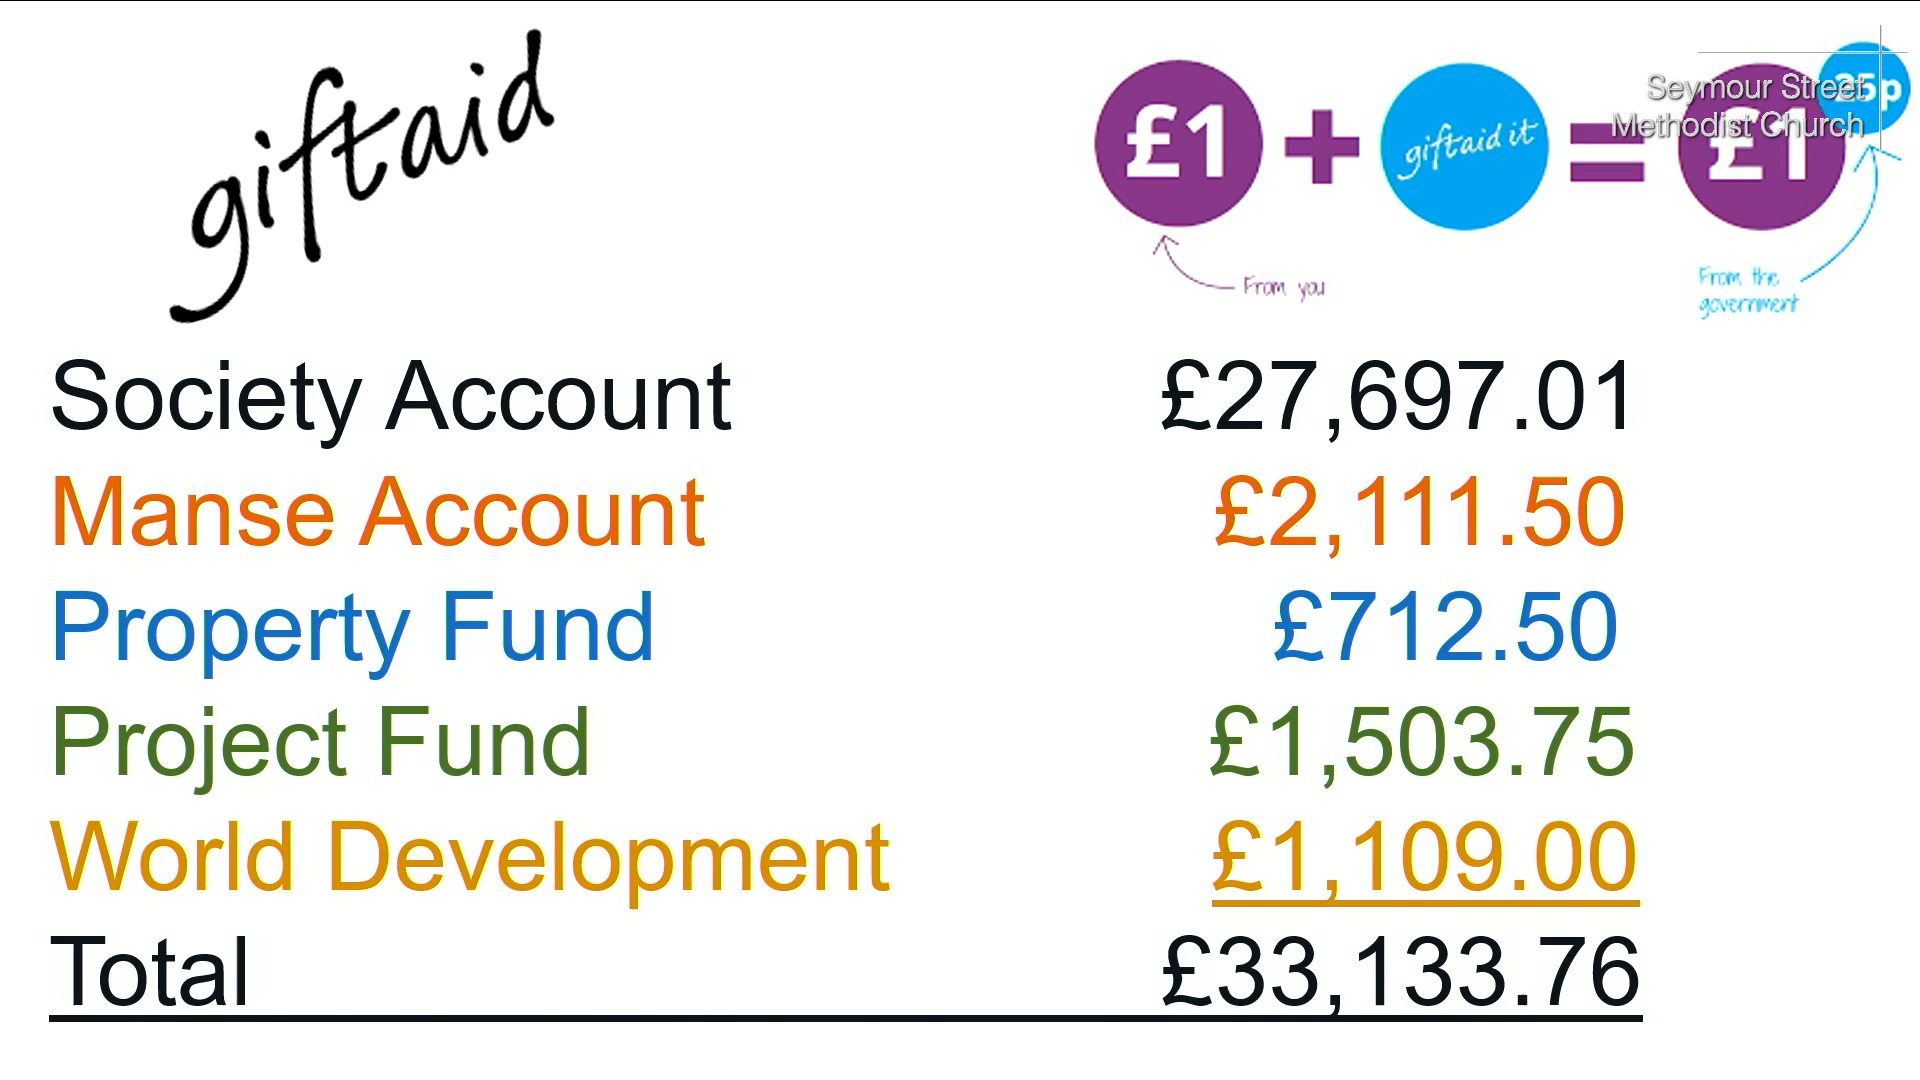 giftaid
£1 + giftaid it = £1 25p
Seymour Street
Methodist Church
From you
From the
government
Society Account £27,697.01
Manse Account £2,111.50
Property Fund £712.50
Project Fund £1,503.75
World Development £1,109.00
Total £33,133.76